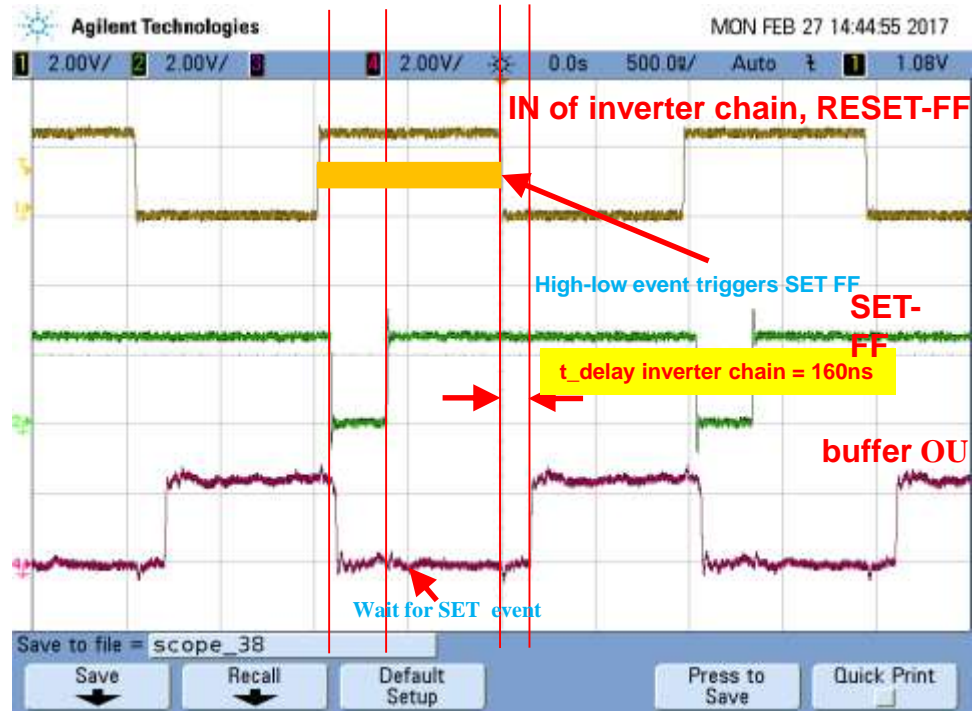 Agilent Technologies MON FEB 27 14:44:55 2017
1 2.00V/ 2 2.00V/ 3 4 2.00V/ 0.0s 500.0§/ Auto 1 1.08V
IN of inverter chain, RESET-FF
High-low event triggers SET FF
SET-
FF
t_delay inverter chain = 160ns
buffer OU
Wait for SET event
Save to file = scope_38
Save
Recall
Default
Setup
Press to
Save
Quick Print